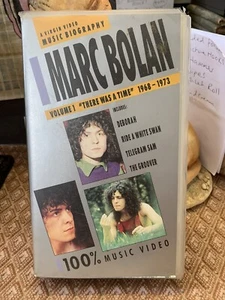 A VIRGIN VIDEO
MUSIC BIOGRAPHY
MARC BOLAN
VOLUME 1 "THERE WAS A TIME" 1968-1973
INCLUDES:
DEBORAH
RIDE A WHITE SWAN
TELEGRAM SAM
THE GROOVER
100% MUSIC VIDEO